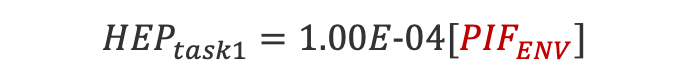 HEP_task1 = 1.00E-04[PIF_ENV]